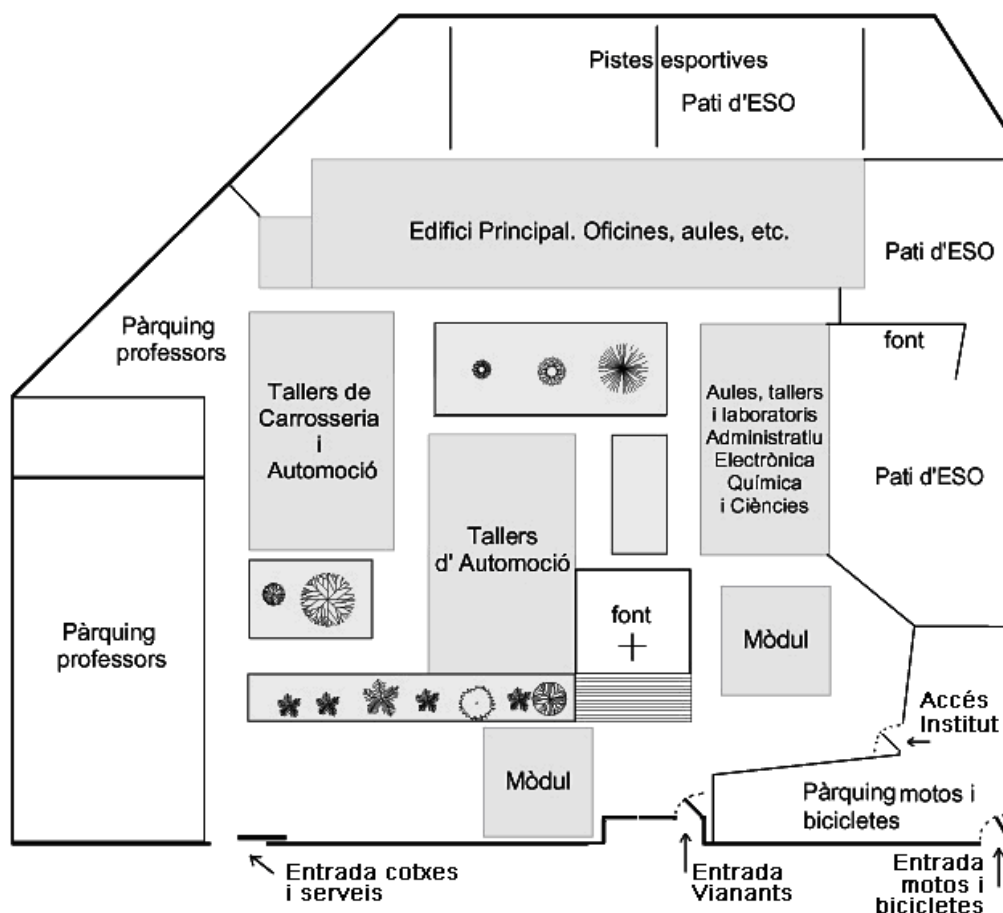 Pistes esportives
Pati d'ESO
Edifici Principal. Oficines, aules, etc.
Pati d'ESO
Pàrquing
professors
font
Tallers de
Carrosseria
i
Automoció
Aules, tallers
i laboratoris
Administratiu
Electrònica
Química
i Ciències
Pati d'ESO
Tallers
d' Automoció
Pàrquing
professors
font
Mòdul
Accés
Institut
Mòdul
Pàrquing motos i
bicicletes
Entrada cotxes
i serveis
Entrada
Vianants
Entrada
motos i
bicicletes